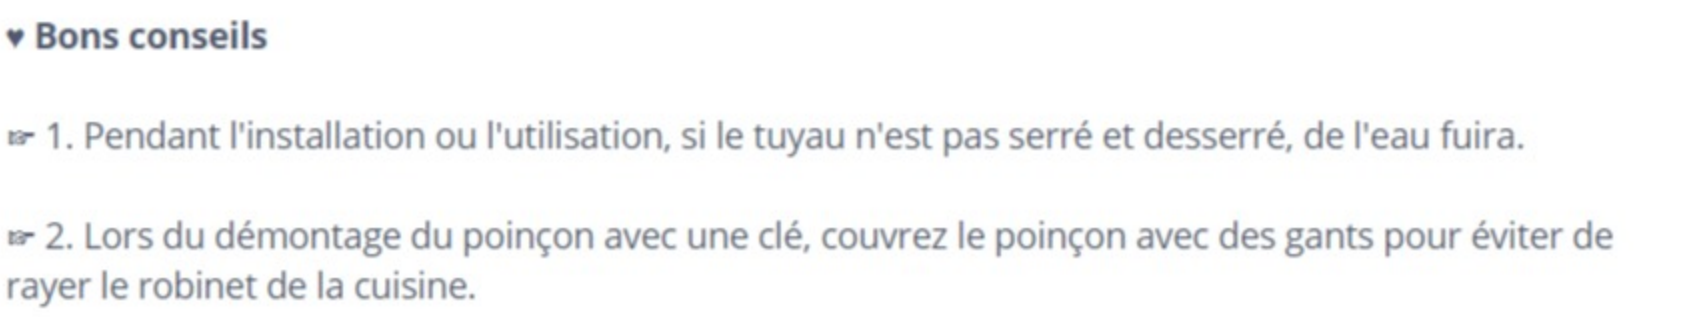 ♥ Bons conseils
☞ 1. Pendant l'installation ou l'utilisation, si le tuyau n'est pas serré et desserré, de l'eau fuira.
☞ 2. Lors du démontage du poinçon avec une clé, couvrez le poinçon avec des gants pour éviter de
rayer le robinet de la cuisine.